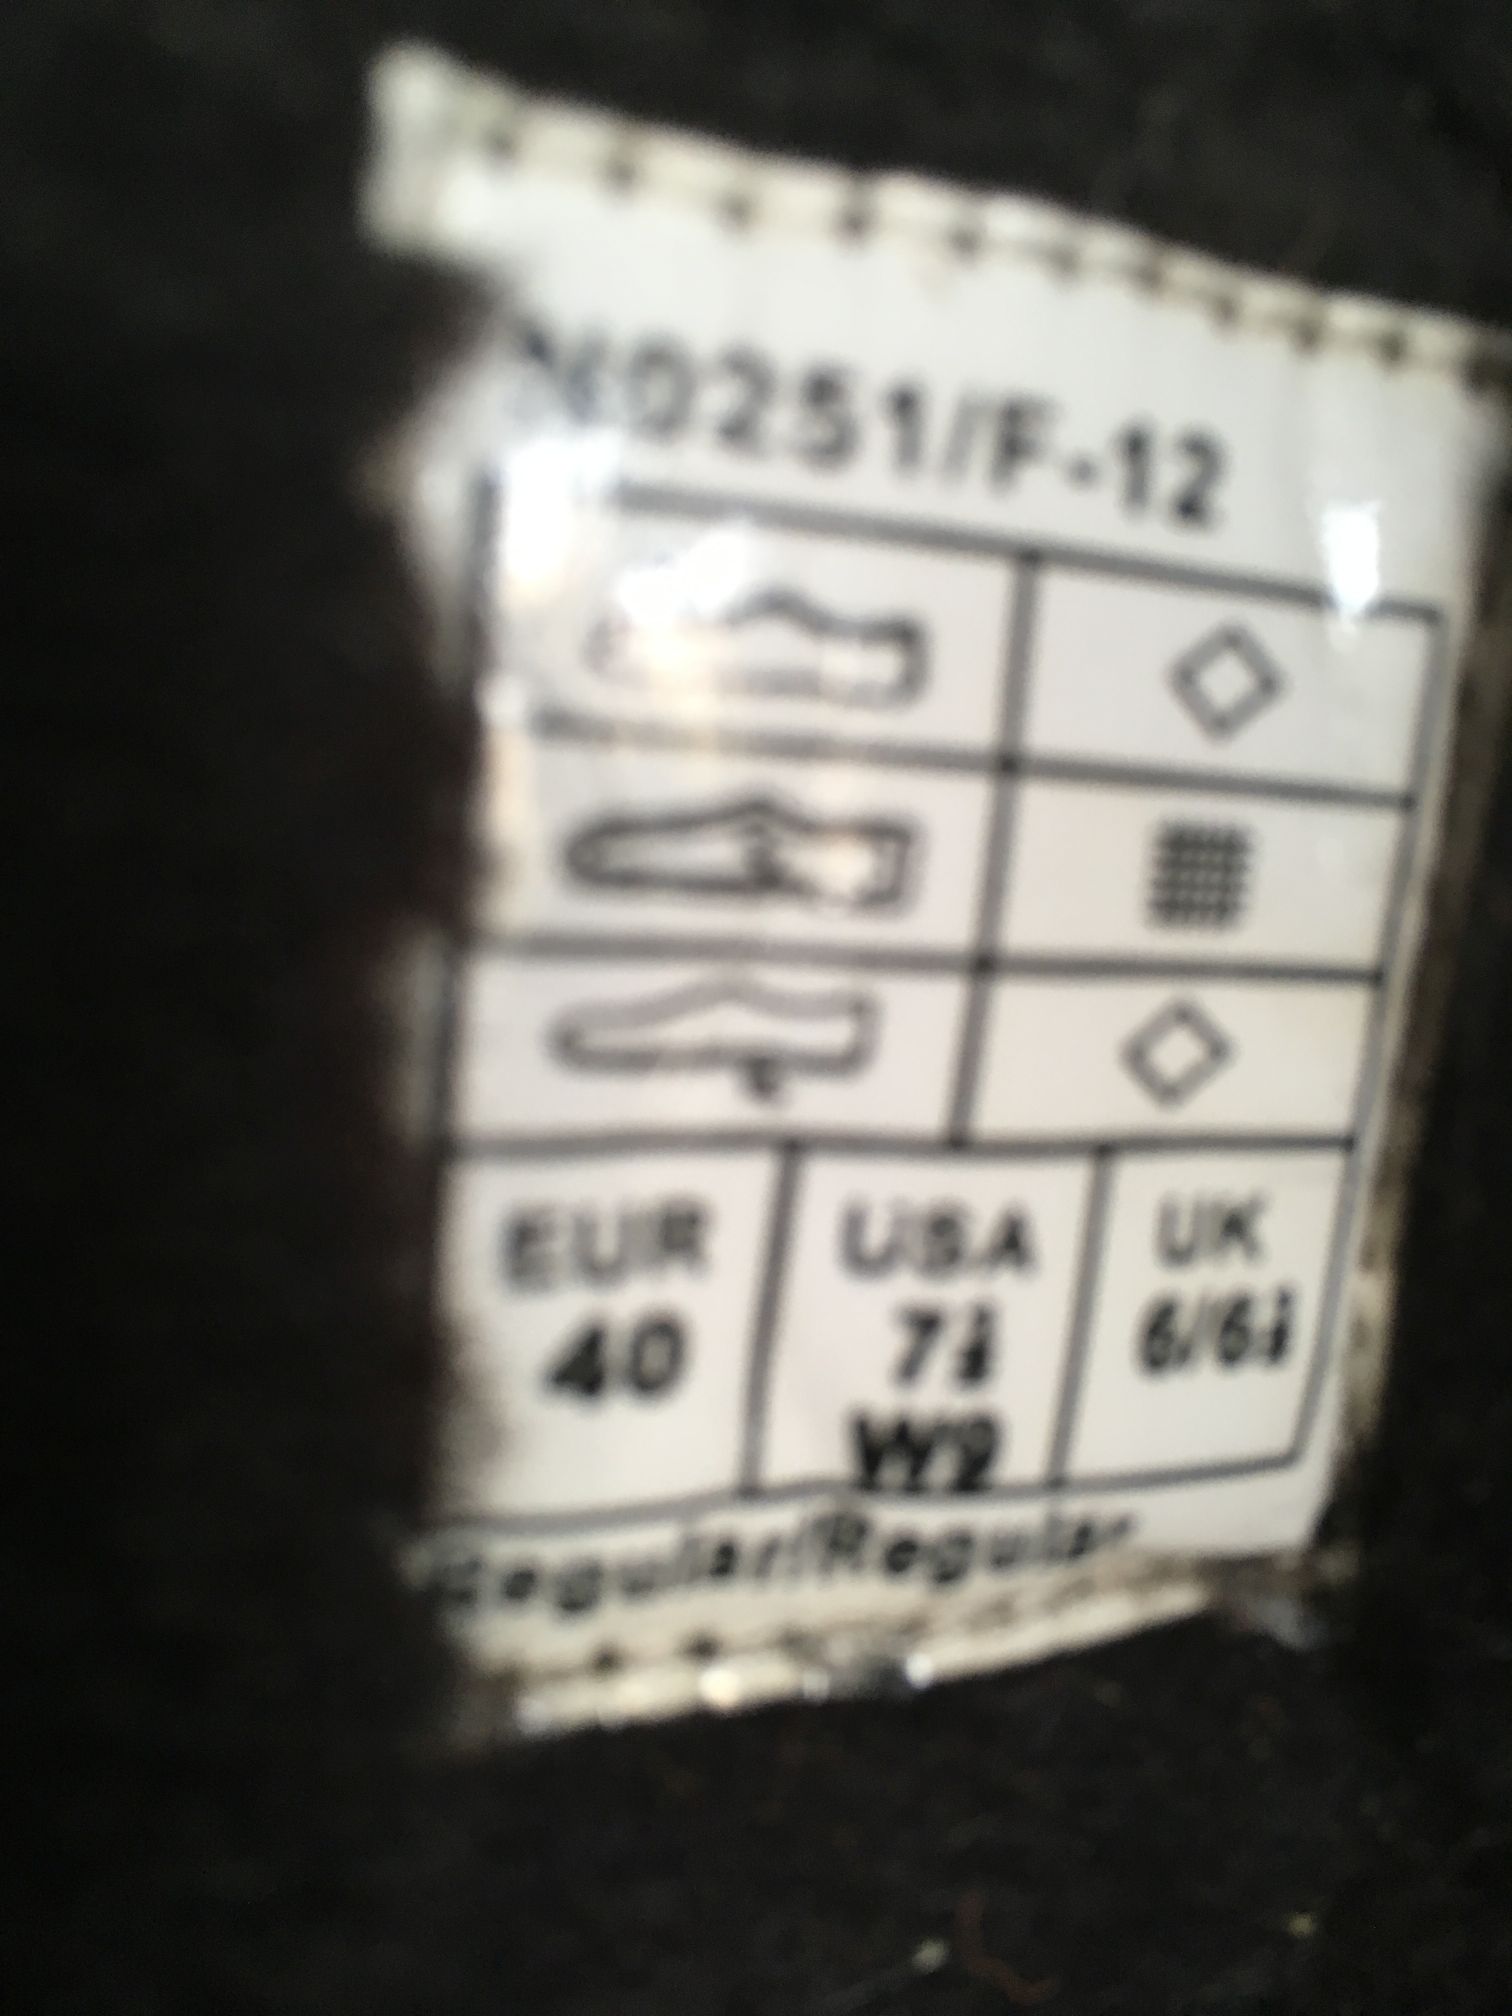 N0251/F-12
EUR USA UK
40 7½ 6/6½
W9
Regular/Regular